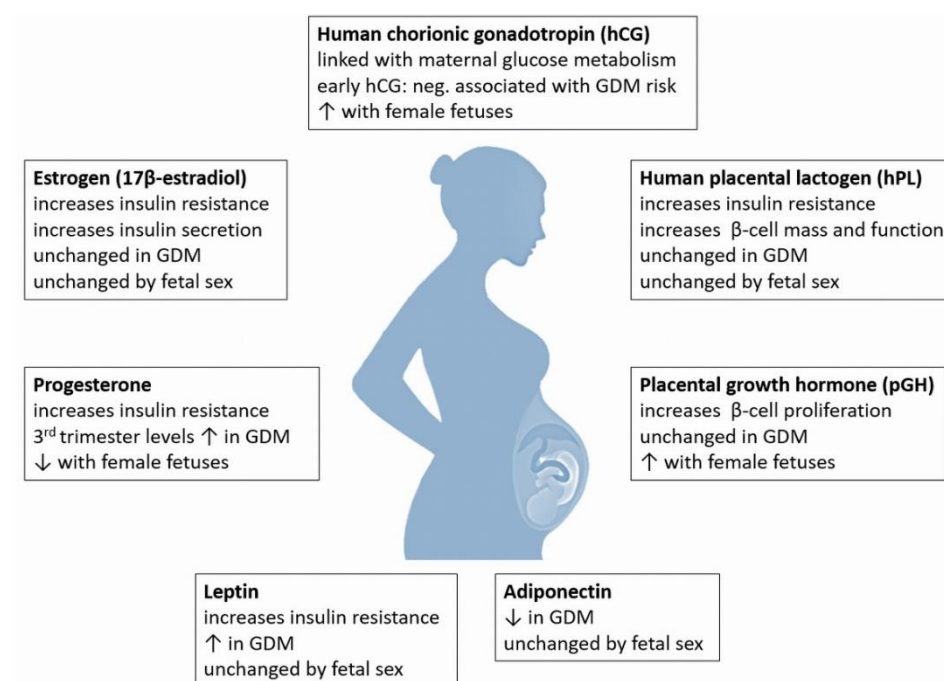 Human chorionic gonadotropin (hCG)
linked with maternal glucose metabolism
early hCG: neg. associated with GDM risk
↑ with female fetuses
Estrogen (17β-estradiol)
increases insulin resistance
increases insulin secretion
unchanged in GDM
unchanged by fetal sex
Human placental lactogen (hPL)
increases insulin resistance
increases β-cell mass and function
unchanged in GDM
unchanged by fetal sex
Progesterone
increases insulin resistance
3rd trimester levels ↑ in GDM
↓ with female fetuses
Placental growth hormone (pGH)
increases β-cell proliferation
unchanged in GDM
↑ with female fetuses
Leptin
increases insulin resistance
↑ in GDM
unchanged by fetal sex
Adiponectin
↓ in GDM
unchanged by fetal sex